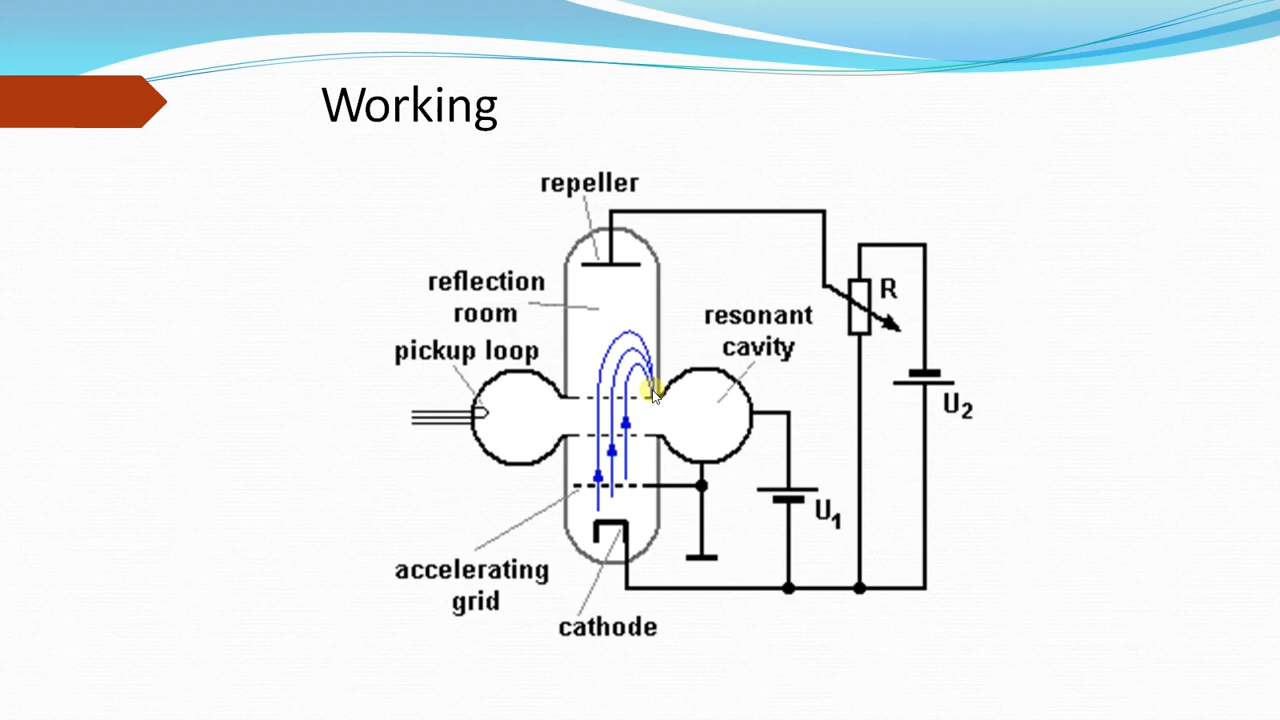 Working
repeller
reflection
room
pickup loop
resonant
cavity
R
U2
U1
accelerating
grid
cathode